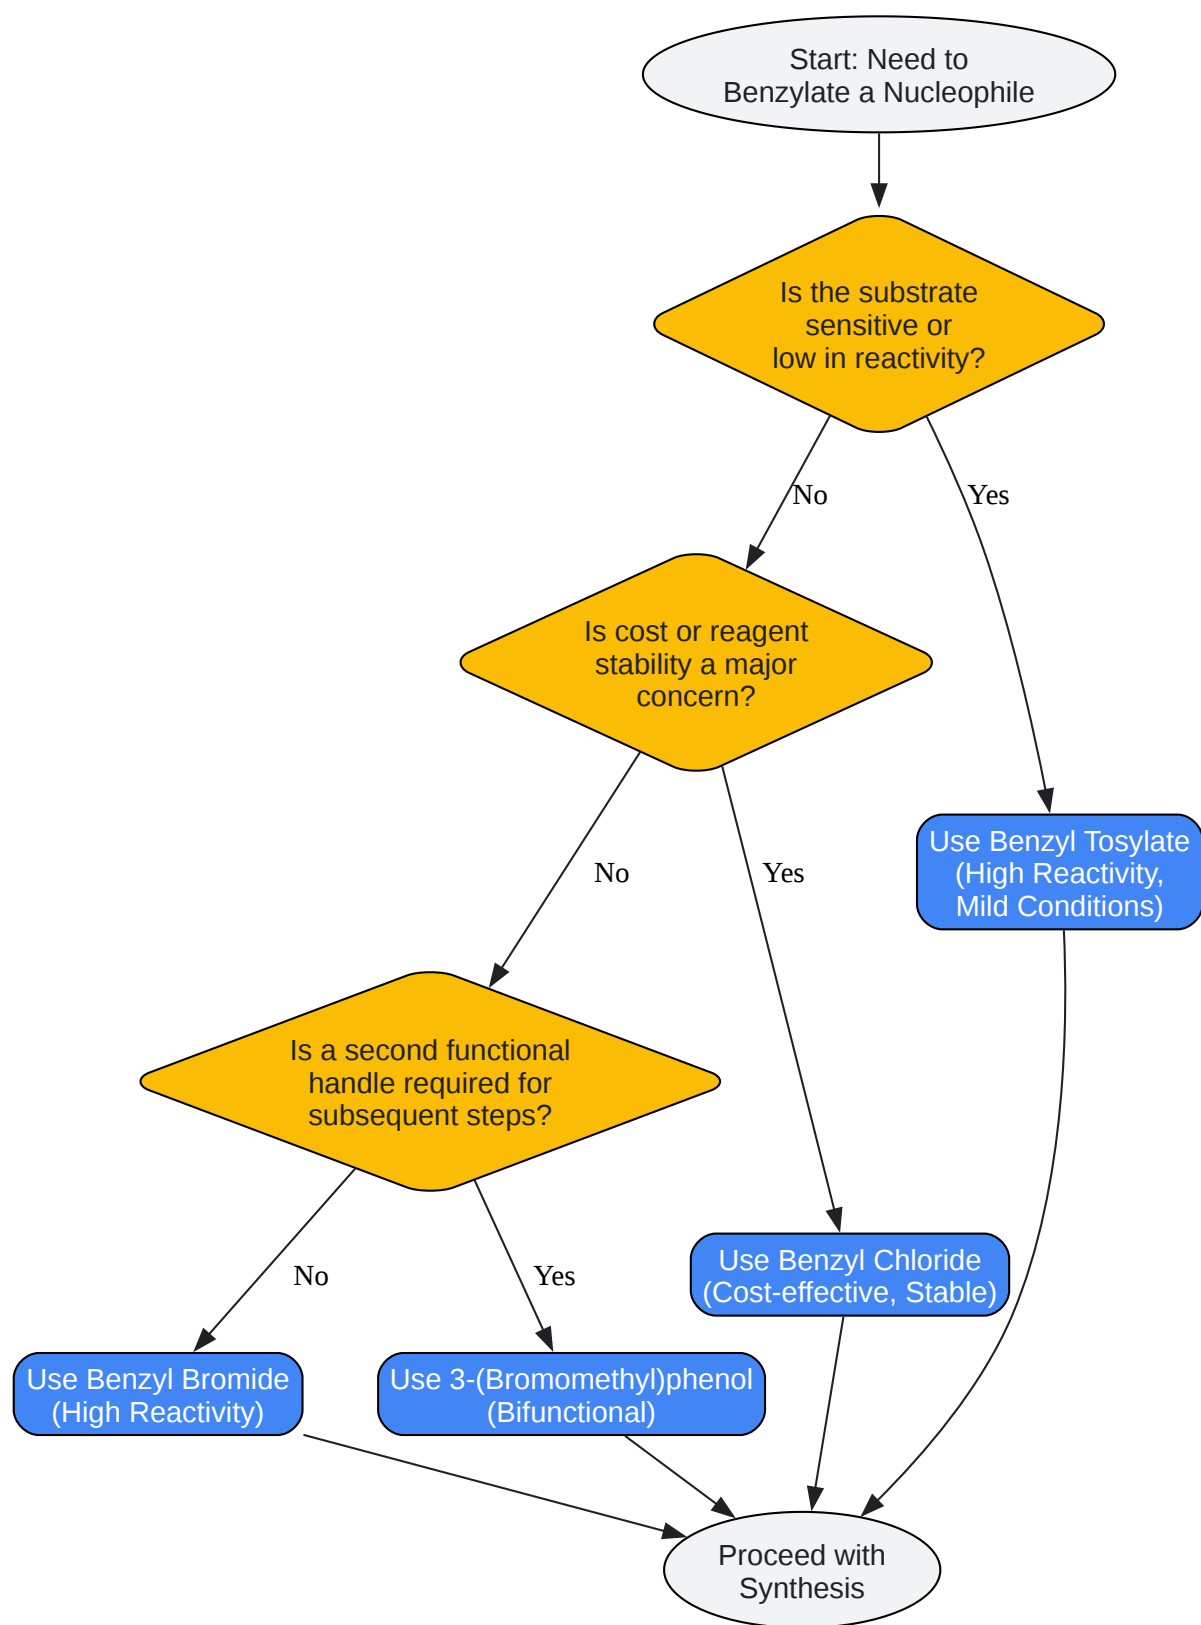 Start: Need to
Benzylate a Nucleophile
Is the substrate
sensitive or
low in reactivity?
No
Yes
Is cost or reagent
stability a major
concern?
Use Benzyl Tosylate
(High Reactivity,
Mild Conditions)
No
Yes
Is a second functional
handle required for
subsequent steps?
Use Benzyl Chloride
(Cost-effective, Stable)
No
Yes
Use Benzyl Bromide
(High Reactivity)
Use 3-(Bromomethyl)phenol
(Bifunctional)
Proceed with
Synthesis